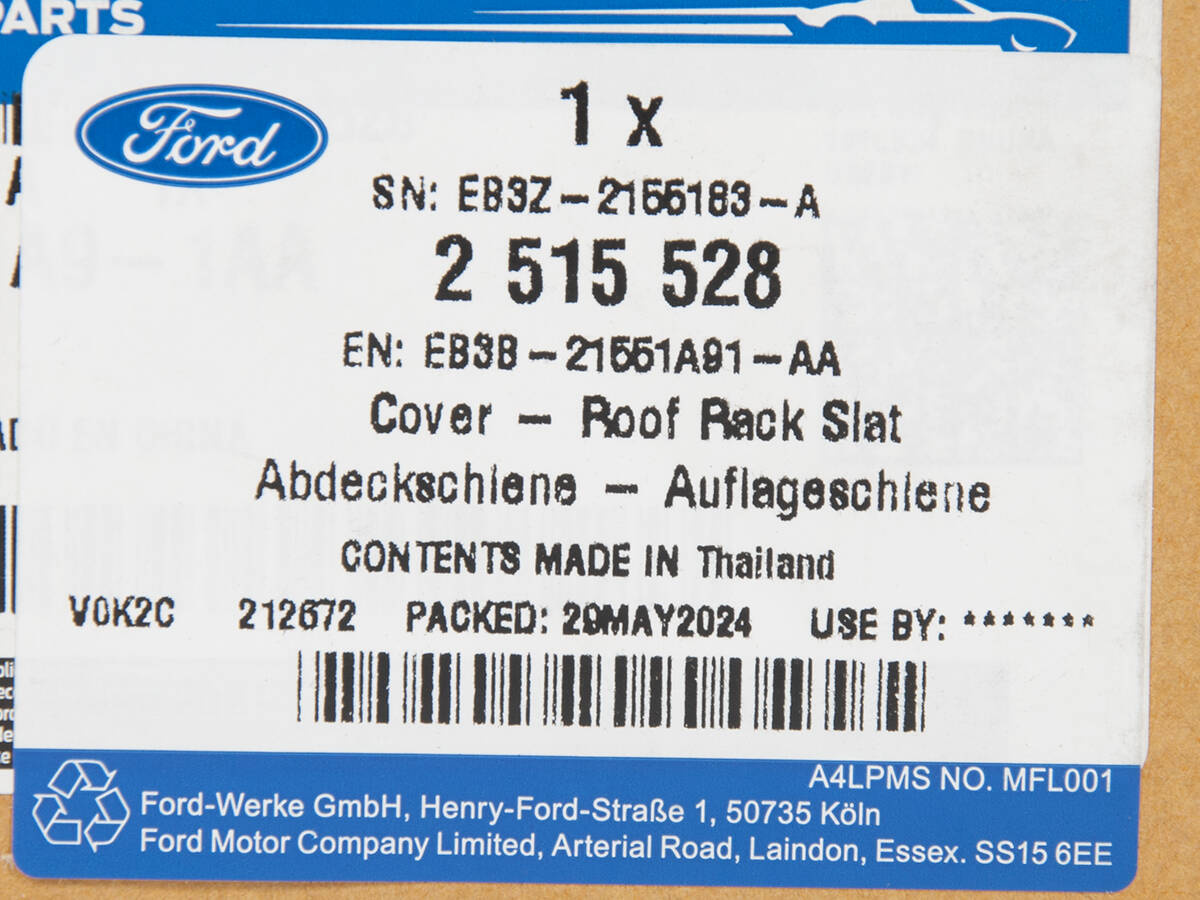 PARTS
Ford
1 x
SN: EB3Z-2155183-A
2 515 528
EN: EB3B-21551A91-AA
Cover - Roof Rack Slat
Abdeckschiene - Auflageschiene
CONTENTS MADE IN Thailand
V0K2C 212672 PACKED: 29MAY2024 USE BY: *******
A4LPMS NO. MFL001
Ford-Werke GmbH, Henry-Ford-Straße 1, 50735 Köln
Ford Motor Company Limited, Arterial Road, Laindon, Essex. SS15 6EE